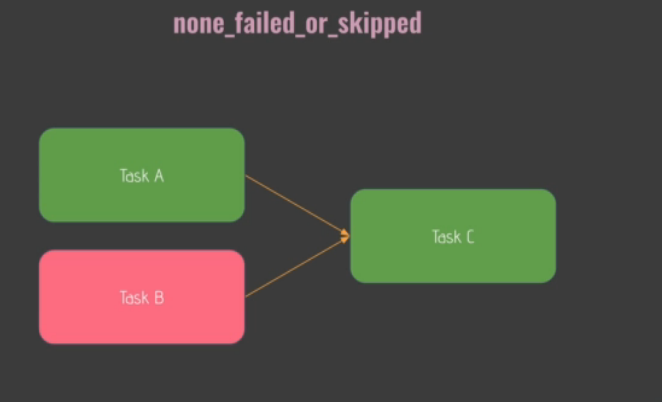 none_failed_or_skipped
Task A
Task C
Task B